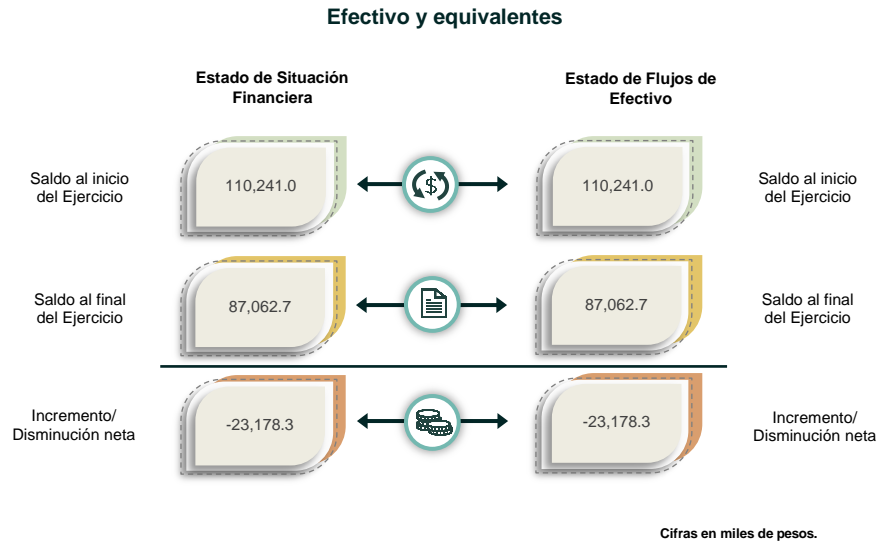 Efectivo y equivalentes
Estado de Situación
Financiera
Estado de Flujos de
Efectivo
Saldo al inicio
del Ejercicio
110,241.0
$
110,241.0
Saldo al inicio
del Ejercicio
Saldo al final
del Ejercicio
87,062.7
87,062.7
Saldo al final
del Ejercicio
Incremento/
Disminución neta
-23,178.3
-23,178.3
Incremento/
Disminución neta
Cifras en miles de pesos.